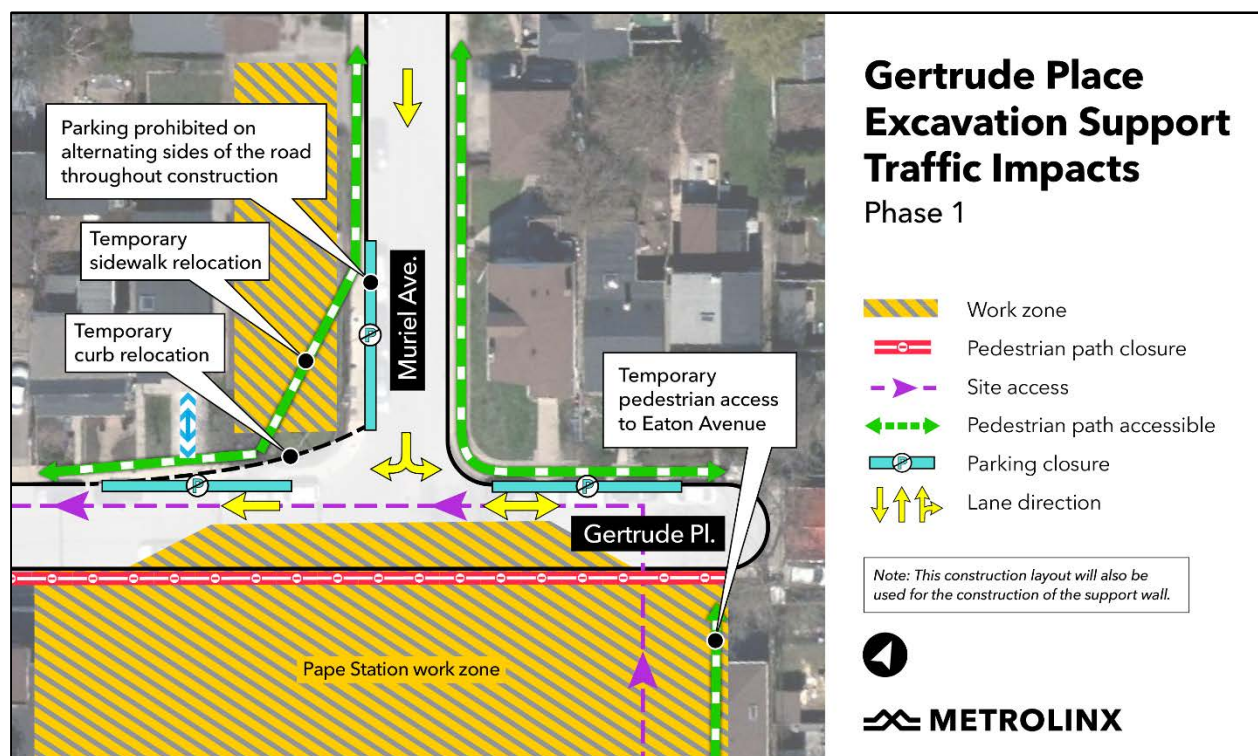 Parking prohibited on
alternating sides of the road
throughout construction
Temporary
sidewalk relocation
Temporary
curb relocation
Muriel Ave.
Temporary
pedestrian access
to Eaton Avenue
P
P
P
Gertrude Pl.
Pape Station work zone
Gertrude Place
Excavation Support
Traffic Impacts
Phase 1
Work zone
Pedestrian path closure
Site access
Pedestrian path accessible
P
Parking closure
Lane direction
Note: This construction layout will also be
used for the construction of the support wall.
METROLINX